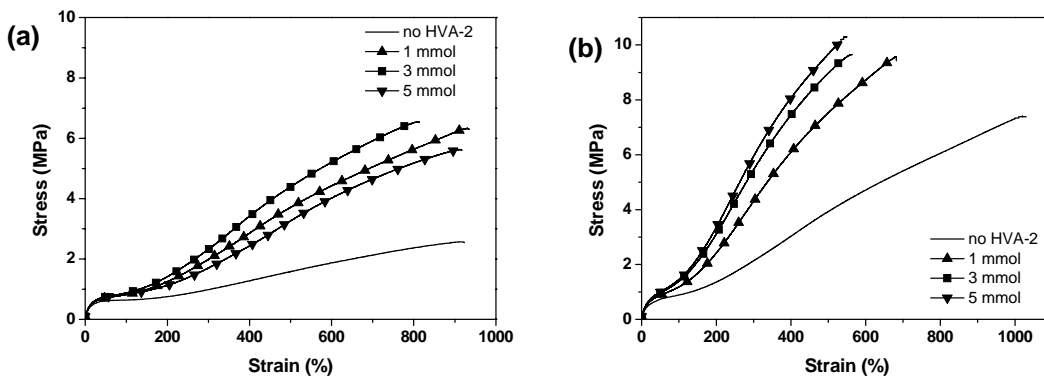 (a)
10
8
6
4
2
0
Stress (MPa)
0 200 400 600 800 1000
Strain (%)
no HVA-2
1 mmol
3 mmol
5 mmol
(b)
10
8
6
4
2
0
Stress (MPa)
0 200 400 600 800 1000
Strain (%)
no HVA-2
1 mmol
3 mmol
5 mmol